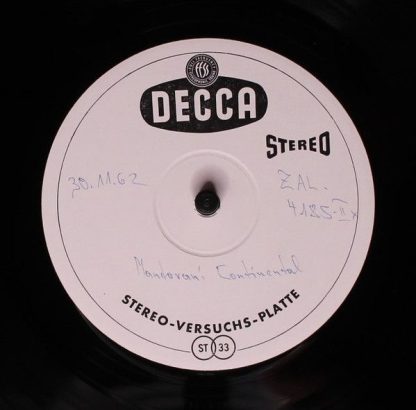 ffss
DECCA
STEREO
30.11.62
ZAL.
4185-II
Mantovani Continental
STEREO-VERSUCHS-PLATTE
ST 33